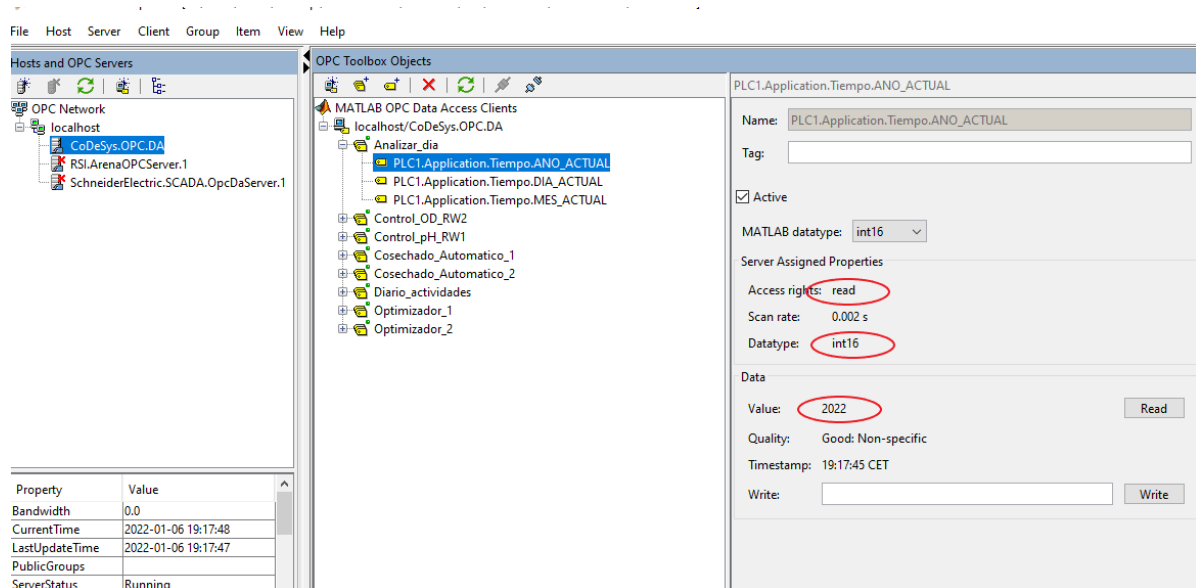 File Host Server Client Group Item View Help
Hosts and OPC Servers
OPC Network
localhost
CoDeSys.OPC.DA
RSI.ArenaOPCServer.1
SchneiderElectric.SCADA.OpcDaServer.1
Property Value
Bandwidth 0.0
CurrentTime 2022-01-06 19:17:48
LastUpdateTime 2022-01-06 19:17:47
PublicGroups
ServerStatus Running
OPC Toolbox Objects
MATLAB OPC Data Access Clients
localhost/CoDeSys.OPC.DA
Analizar_dia
PLC1.Application.Tiempo.ANO_ACTUAL
PLC1.Application.Tiempo.DIA_ACTUAL
PLC1.Application.Tiempo.MES_ACTUAL
Control_OD_RW2
Control_pH_RW1
Cosechado_Automatico_1
Cosechado_Automatico_2
Diario_actividades
Optimizador_1
Optimizador_2
PLC1.Application.Tiempo.ANO_ACTUAL
Name: PLC1.Application.Tiempo.ANO_ACTUAL
Tag:
Active
MATLAB datatype: int16
Server Assigned Properties
Access rights: read
Scan rate: 0.002 s
Datatype: int16
Data
Value: 2022 Read
Quality: Good: Non-specific
Timestamp: 19:17:45 CET
Write: Write